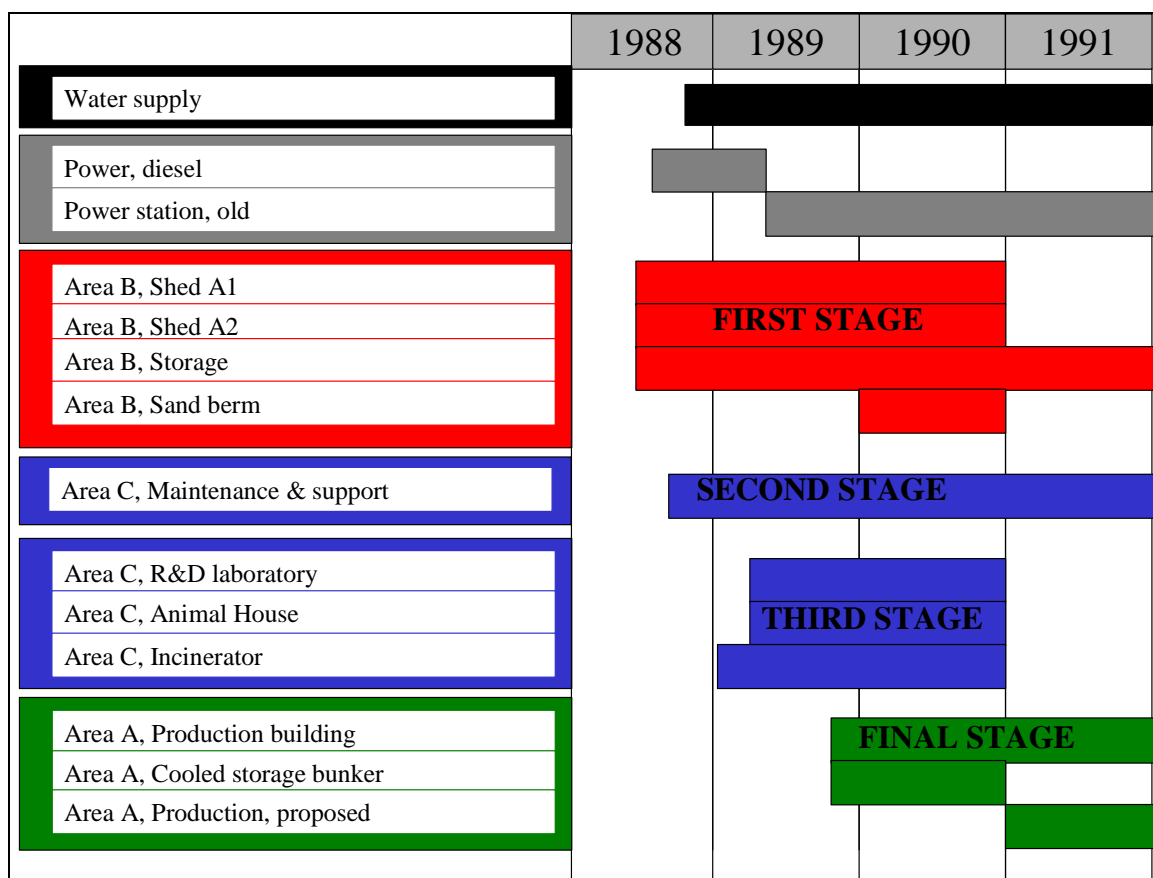 1988 1989 1990 1991
Water supply
Power, diesel
Power station, old
Area B, Shed A1
Area B, Shed A2 FIRST STAGE
Area B, Storage
Area B, Sand berm
Area C, Maintenance & support SECOND STAGE
Area C, R&D laboratory
Area C, Animal House THIRD STAGE
Area C, Incinerator
Area A, Production building FINAL STAGE
Area A, Cooled storage bunker
Area A, Production, proposed